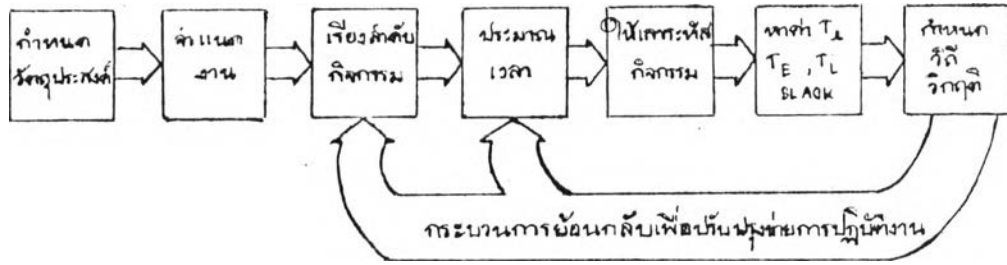 กำหนด
วัตถุประสงค์
จำแนก
งาน
เรียงลำดับ
กิจกรรม
ประมาณ
เวลา
ให้เลขรหัส
กิจกรรม
หาค่า Te
TE , TL
SLACK
กำหนด
วิถี
วิกฤติ
กระบวนการย้อนกลับเพื่อปรับปรุงข่ายการปฏิบัติงาน